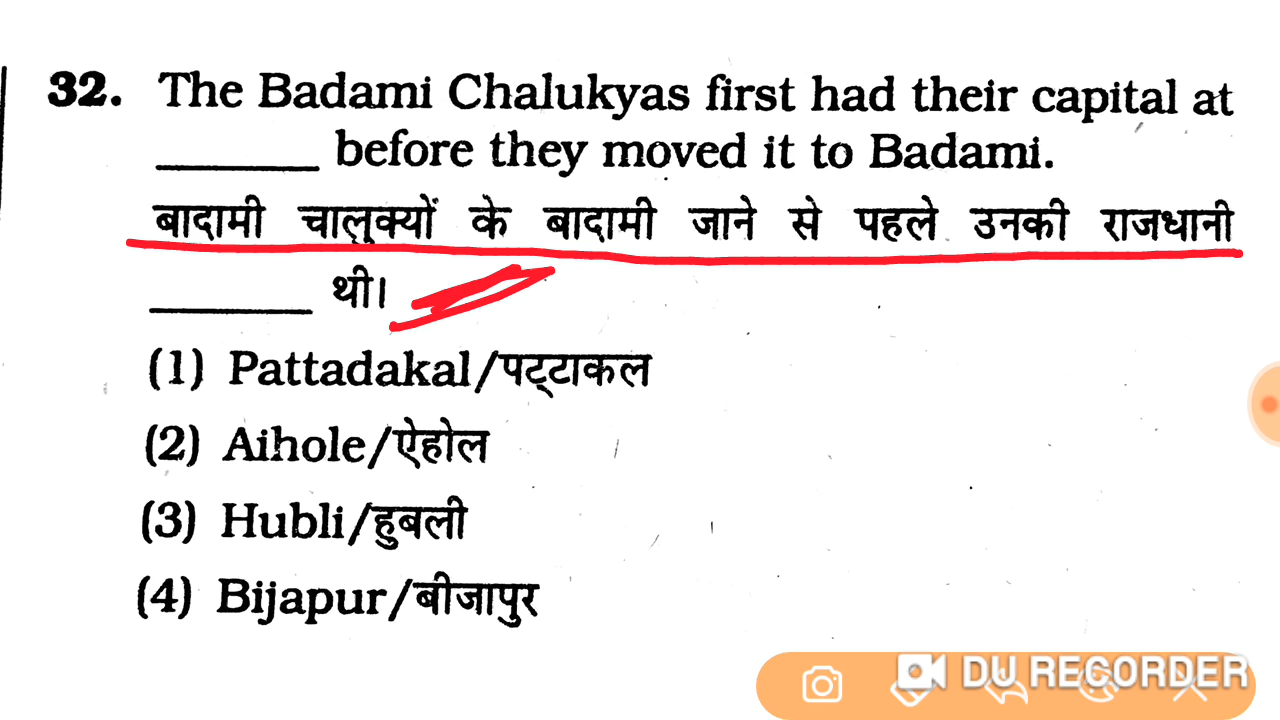 32. The Badami Chalukyas first had their capital at
_______ before they moved it to Badami.
बादामी चालुक्यों के बादामी जाने से पहले उनकी राजधानी
_______ थी।
(1) Pattadakal/पट्टाकल
(2) Aihole/ऐहोल
(3) Hubli/हुबली
(4) Bijapur/बीजापुर
DU RECORDER